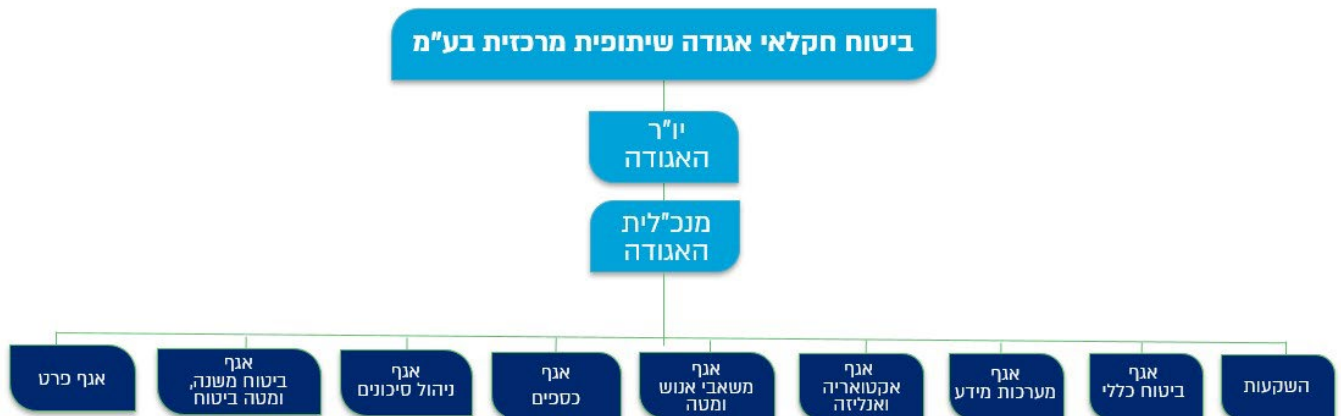 ביטוח חקלאי אגודה שיתופית מרכזית בע"מ
יו"ר
האגודה
מנכ"לית
האגודה
השקעות
אגף
ביטוח כללי
אגף
מערכות מידע
אגף
אקטואריה
ואנליזה
אגף
משאבי אנוש
ומטה
אגף
כספים
אגף
ניהול סיכונים
אגף
ביטוח משנה,
ומטה ביטוח
אגף פרט